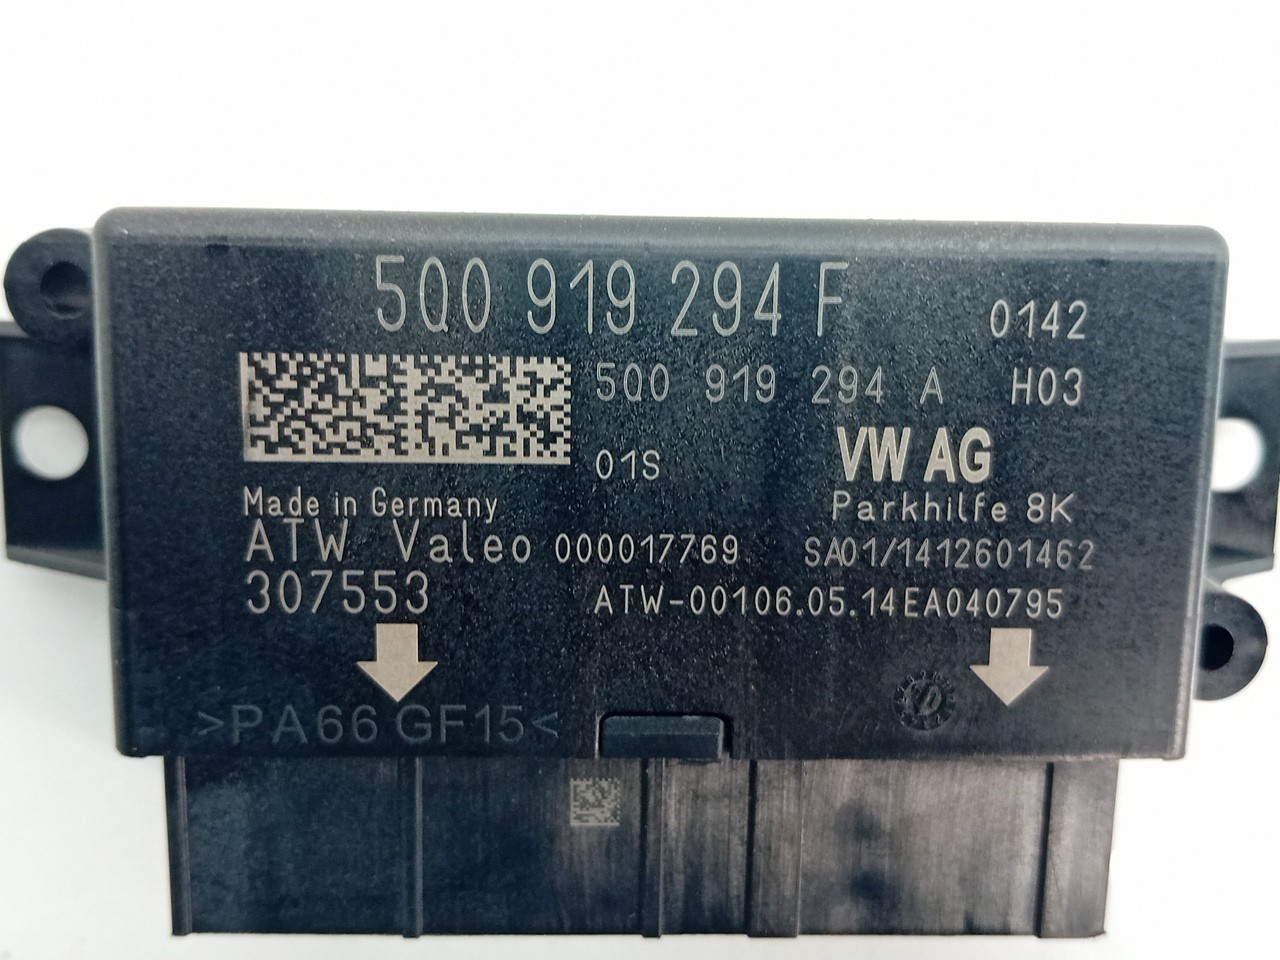 5Q0 919 294 F 0142
5Q0 919 294 A H03
01S VW AG
Made in Germany Parkhilfe 8K
ATW Valeo 000017769 SA01/1412601462
307553 ATW-00106.05.14EA040795
>PA66 GF15<